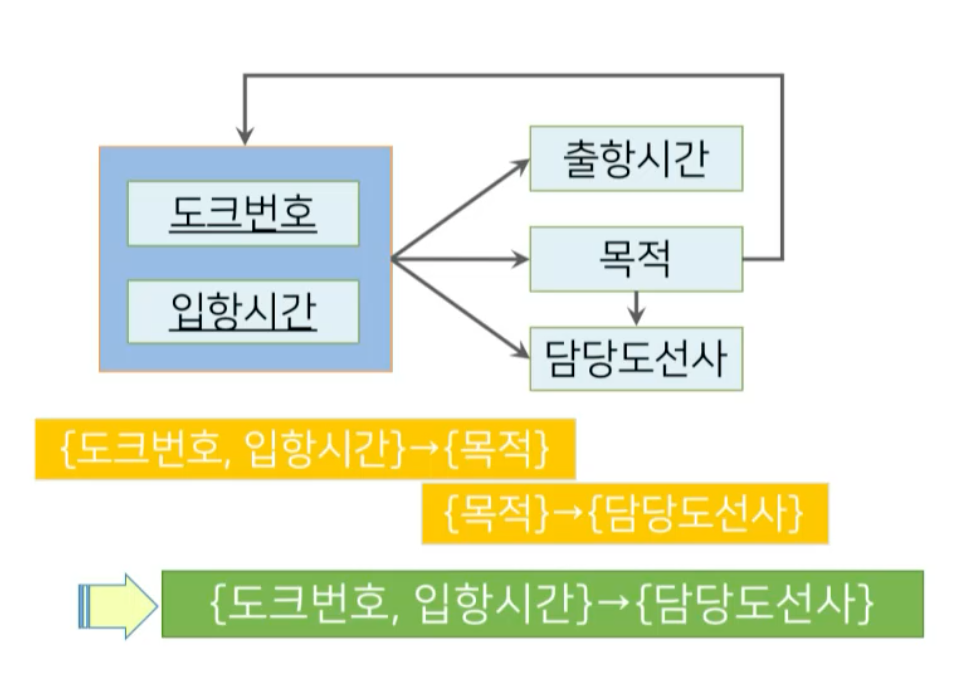 출항시간
도크번호
목적
입항시간
담당도선사
{도크번호, 입항시간}→{목적}
{목적}→{담당도선사}
{도크번호, 입항시간}→{담당도선사}